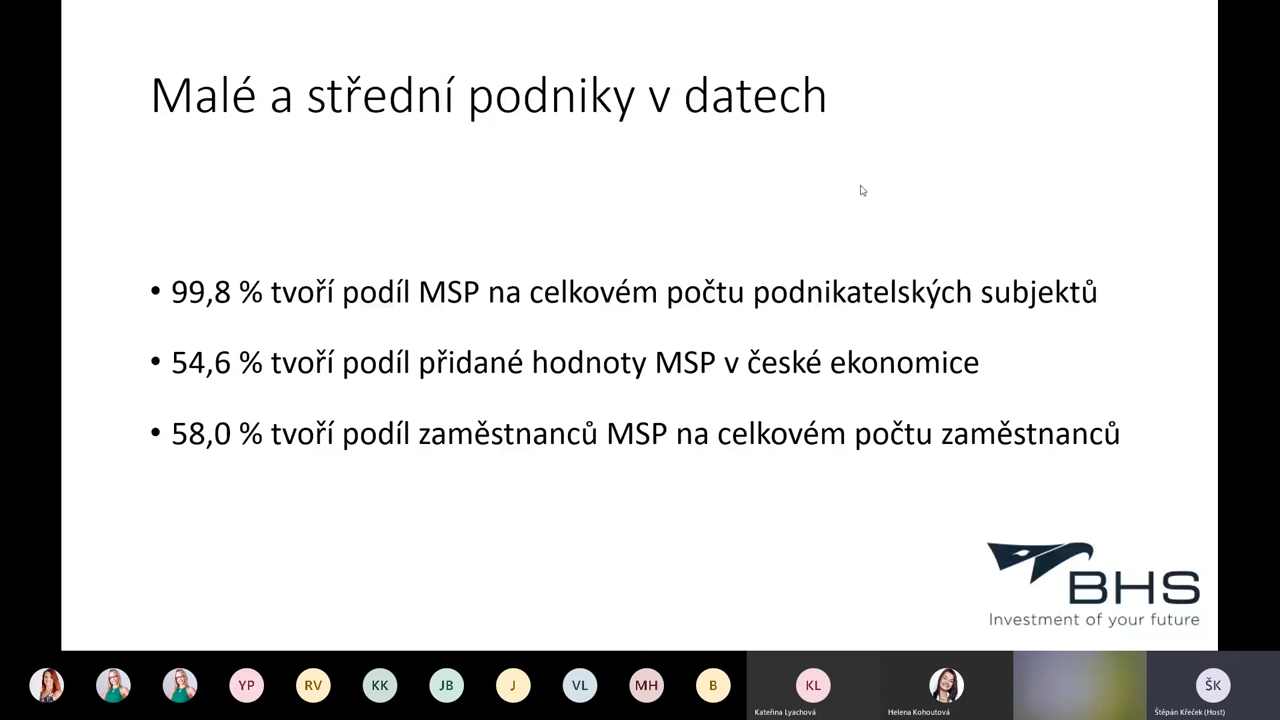 Malé a střední podniky v datech
• 99,8 % tvoří podíl MSP na celkovém počtu podnikatelských subjektů
• 54,6 % tvoří podíl přidané hodnoty MSP v české ekonomice
• 58,0 % tvoří podíl zaměstnanců MSP na celkovém počtu zaměstnanců
BHS
Investment of your future
YP RV KK JB J VL MH B KL ŠK
Kateřina Lyachová Helena Kohoutová Štěpán Křeček (Host)